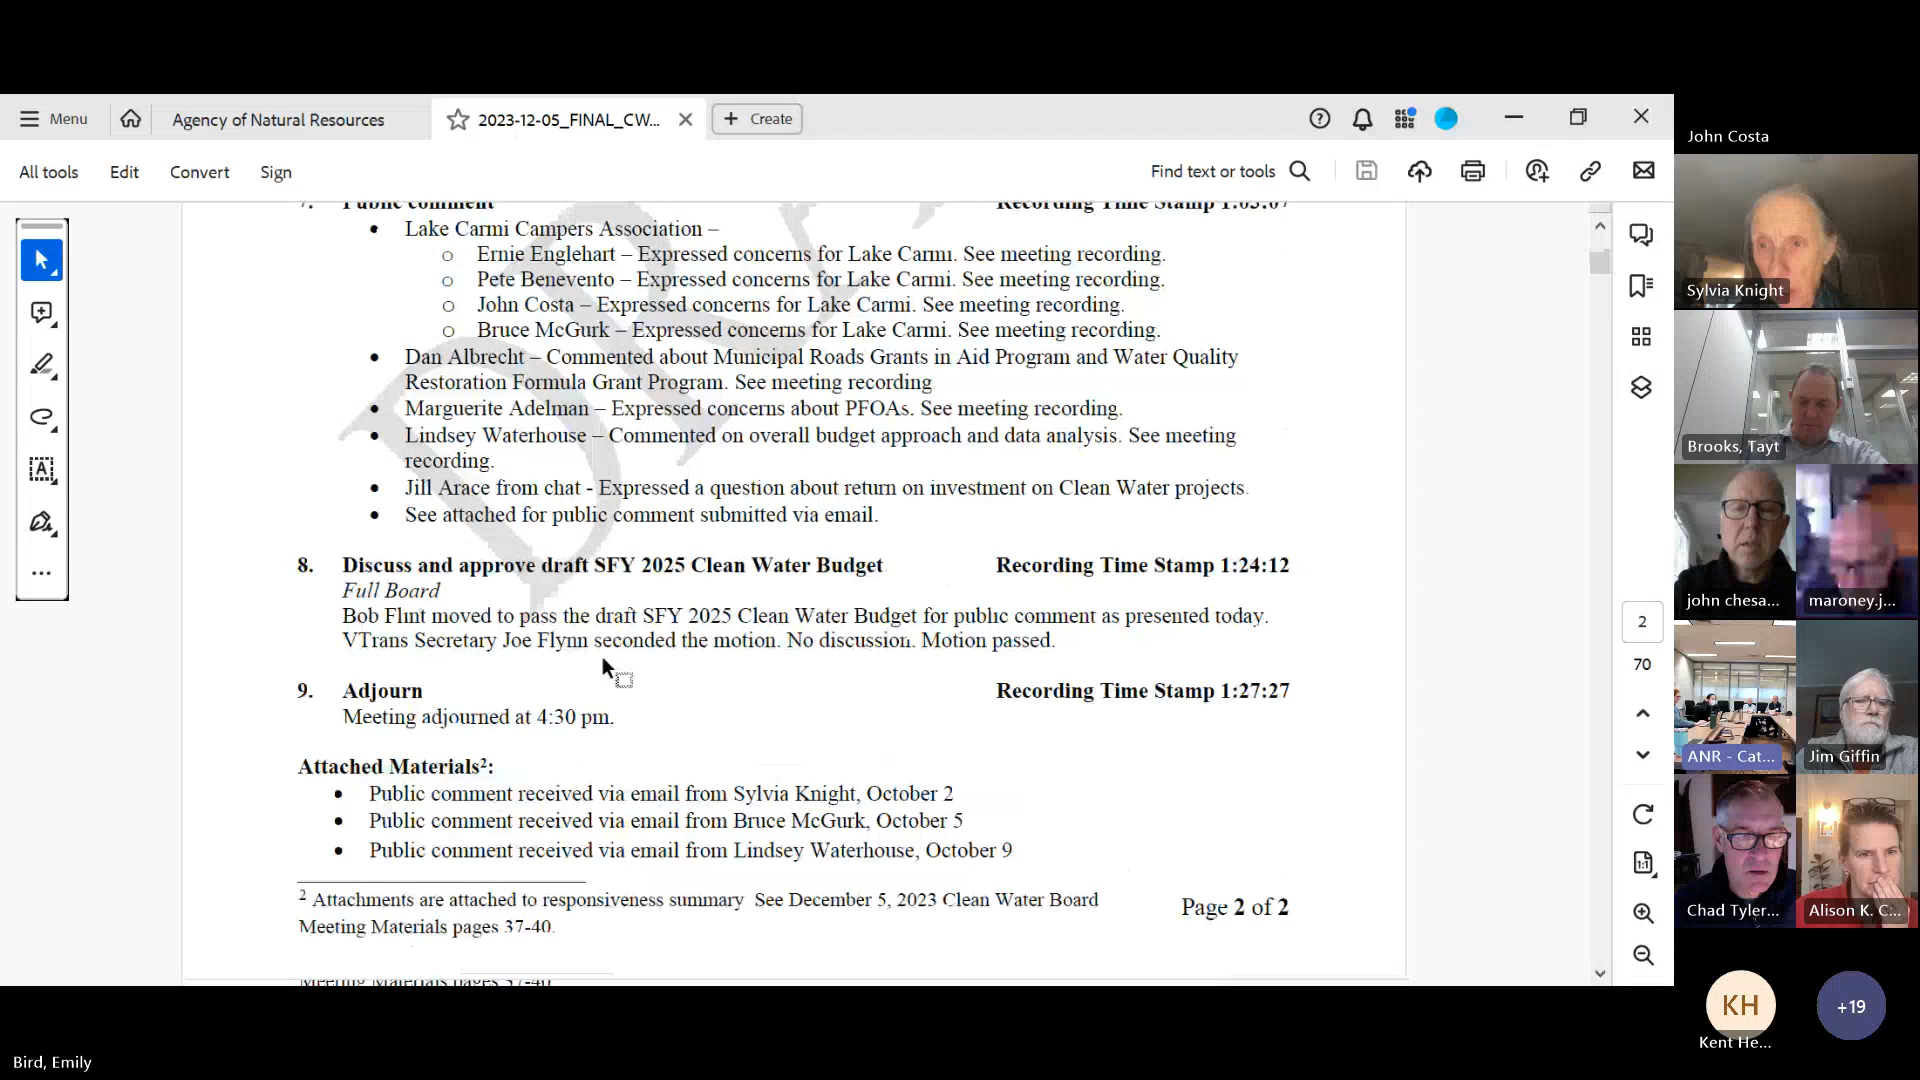 Menu
Agency of Natural Resources
2023-12-05_FINAL_CW...
Create
All tools
Edit
Convert
Sign
Find text or tools
7. Public comment Recording Time Stamp 1:03:07
• Lake Carmi Campers Association –
o Ernie Englehart – Expressed concerns for Lake Carmi. See meeting recording.
o Pete Benevento – Expressed concerns for Lake Carmi. See meeting recording.
o John Costa – Expressed concerns for Lake Carmi. See meeting recording.
o Bruce McGurk – Expressed concerns for Lake Carmi. See meeting recording.
• Dan Albrecht – Commented about Municipal Roads Grants in Aid Program and Water Quality
Restoration Formula Grant Program. See meeting recording
• Marguerite Adelman – Expressed concerns about PFOAs. See meeting recording.
• Lindsey Waterhouse – Commented on overall budget approach and data analysis. See meeting
recording.
• Jill Arace from chat - Expressed a question about return on investment on Clean Water projects.
• See attached for public comment submitted via email.
8. Discuss and approve draft SFY 2025 Clean Water Budget Recording Time Stamp 1:24:12
Full Board
Bob Flint moved to pass the draft SFY 2025 Clean Water Budget for public comment as presented today.
VTrans Secretary Joe Flynn seconded the motion. No discussion. Motion passed.
9. Adjourn Recording Time Stamp 1:27:27
Meeting adjourned at 4:30 pm.
Attached Materials2:
• Public comment received via email from Sylvia Knight, October 2
• Public comment received via email from Bruce McGurk, October 5
• Public comment received via email from Lindsey Waterhouse, October 9
2 Attachments are attached to responsiveness summary See December 5, 2023 Clean Water Board
Meeting Materials pages 37-40.
Page 2 of 2
Meeting Materials pages 37-40
2
70
John Costa
Sylvia Knight
Brooks, Tayt
john chesa...
maroney.j...
ANR - Cat...
Jim Giffin
Chad Tyler...
Alison K. C...
KH
+19
Kent He...
Bird, Emily